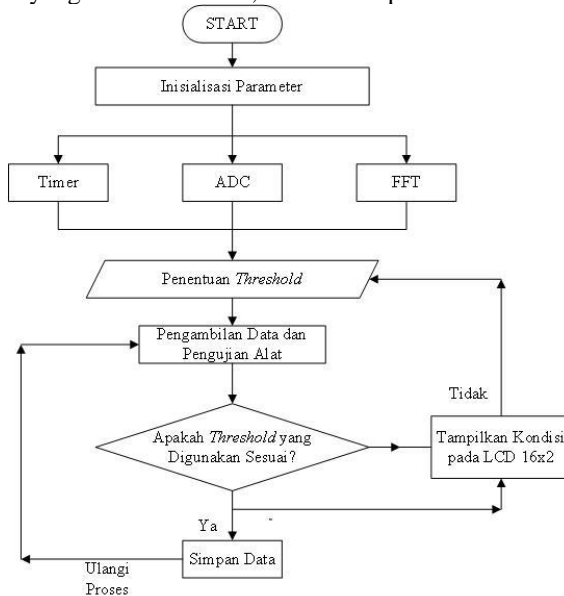 START
Inisialisasi Parameter
Timer
ADC
FFT
Penentuan Threshold
Pengambilan Data dan
Pengujian Alat
Tidak
Apakah Threshold yang
Digunakan Sesuai?
Tampilkan Kondisi
pada LCD 16x2
Ya
Simpan Data
Ulangi
Proses